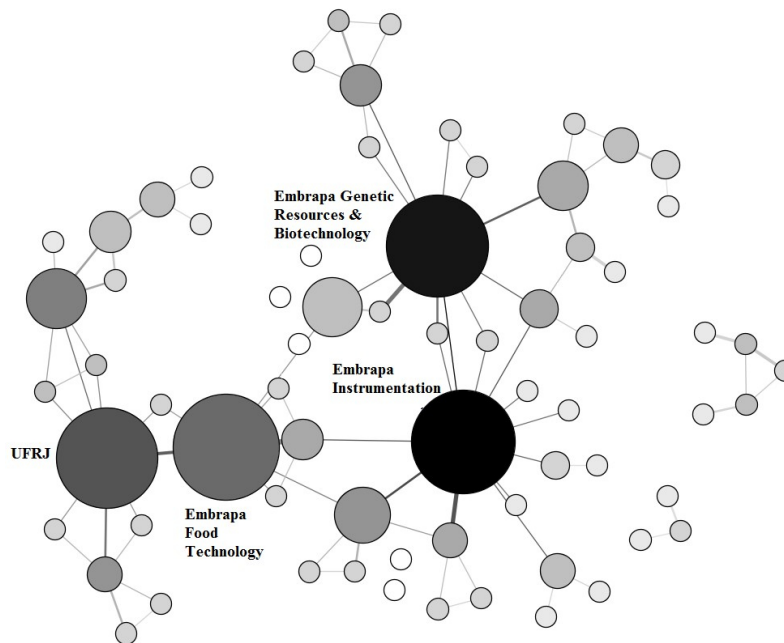 Embrapa Genetic
Resources &
Biotechnology
Embrapa
Instrumentation
UFRJ
Embrapa
Food
Technology